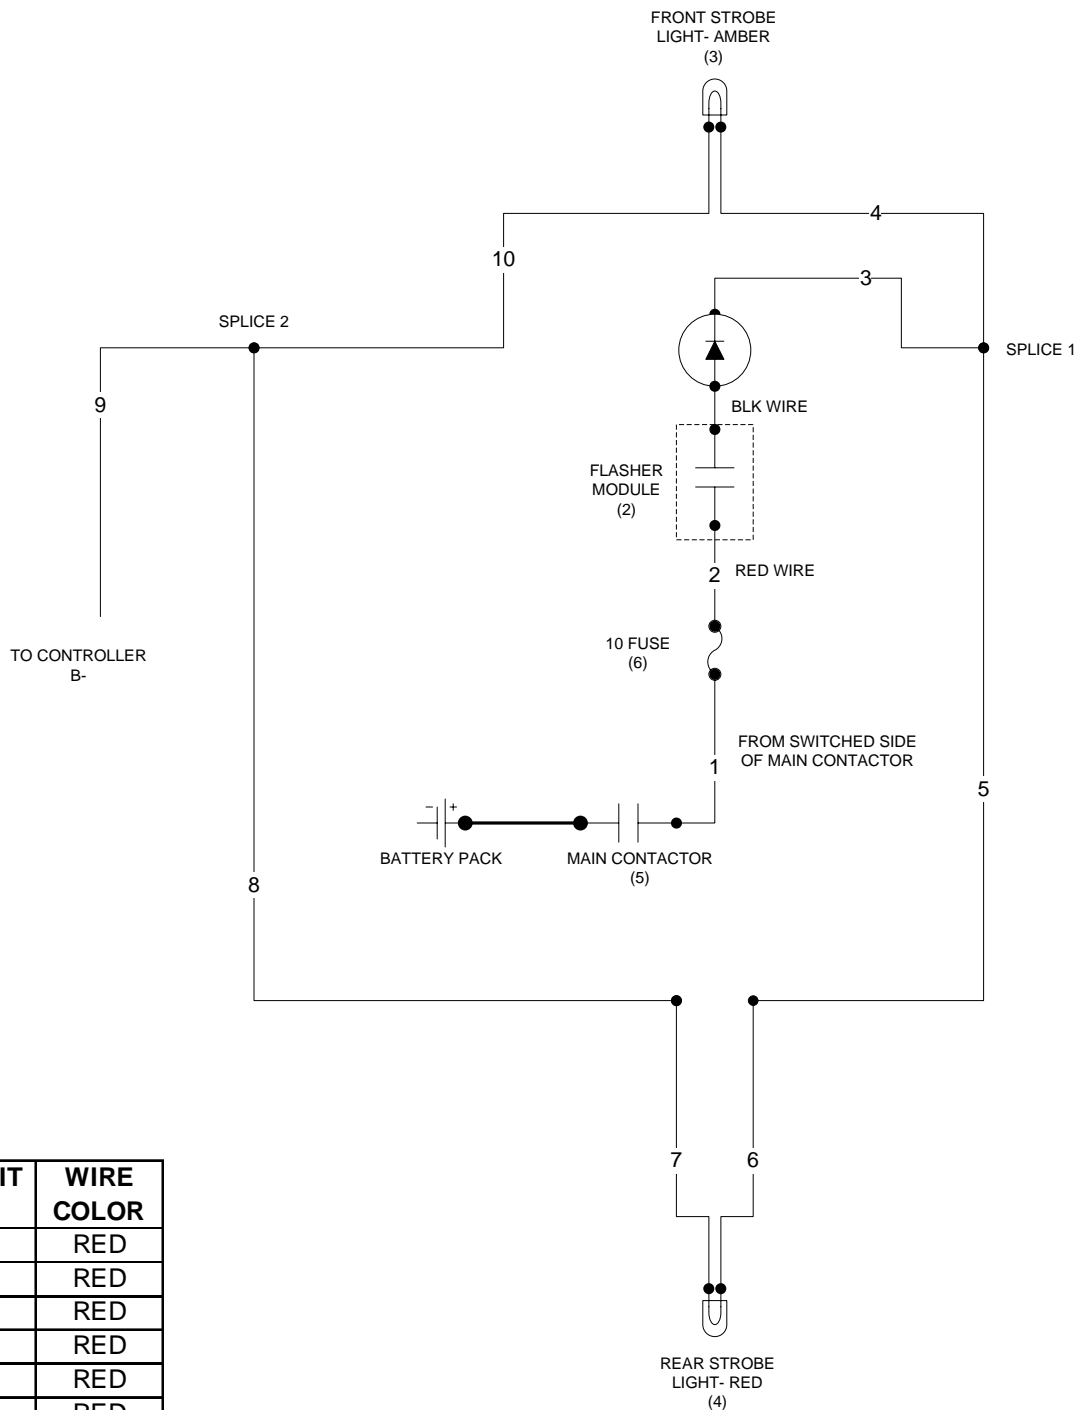 FRONT STROBE
LIGHT- AMBER
(3)
4
10
3
SPLICE 2
SPLICE 1
9
BLK WIRE
FLASHER
MODULE
(2)
2 RED WIRE
10 FUSE
(6)
TO CONTROLLER
B-
FROM SWITCHED SIDE
OF MAIN CONTACTOR
1
5
- +
BATTERY PACK
MAIN CONTACTOR
(5)
8
7 6
IT WIRE
COLOR
RED
RED
RED
RED
RED
RED
REAR STROBE
LIGHT- RED
(4)